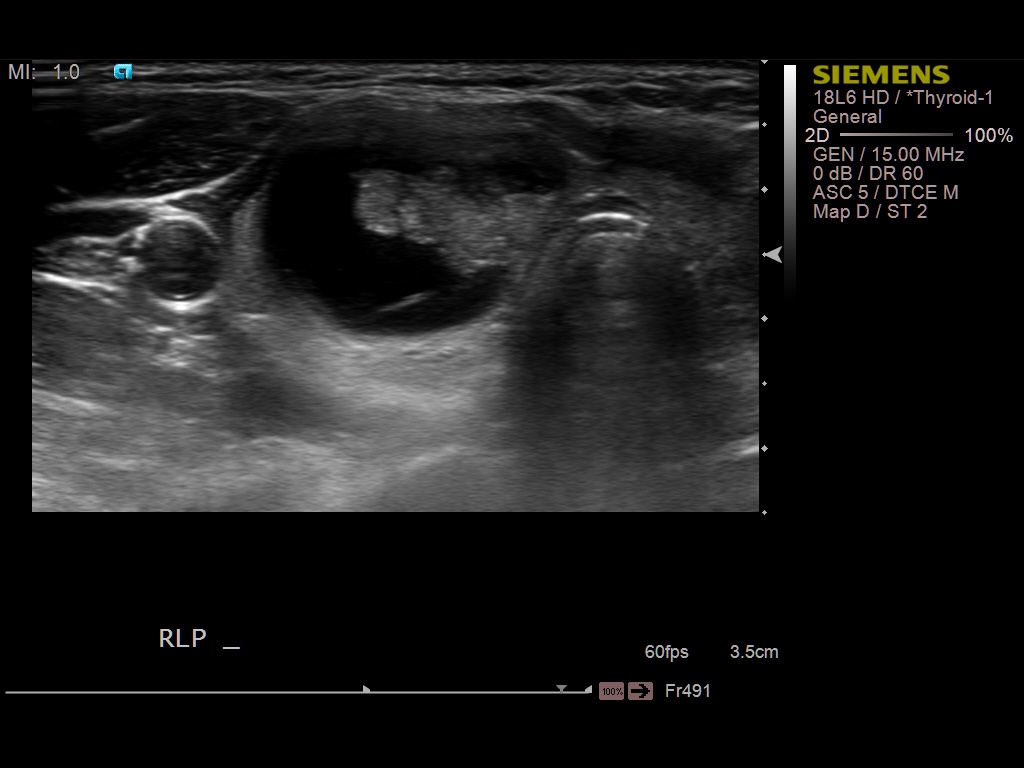 MI: 1.0
SIEMENS
18L6 HD / *Thyroid-1
General
2D 100%
GEN / 15.00 MHz
0 dB / DR 60
ASC 5 / DTCE M
Map D / ST 2
RLP _
60fps 3.5cm
100% Fr491